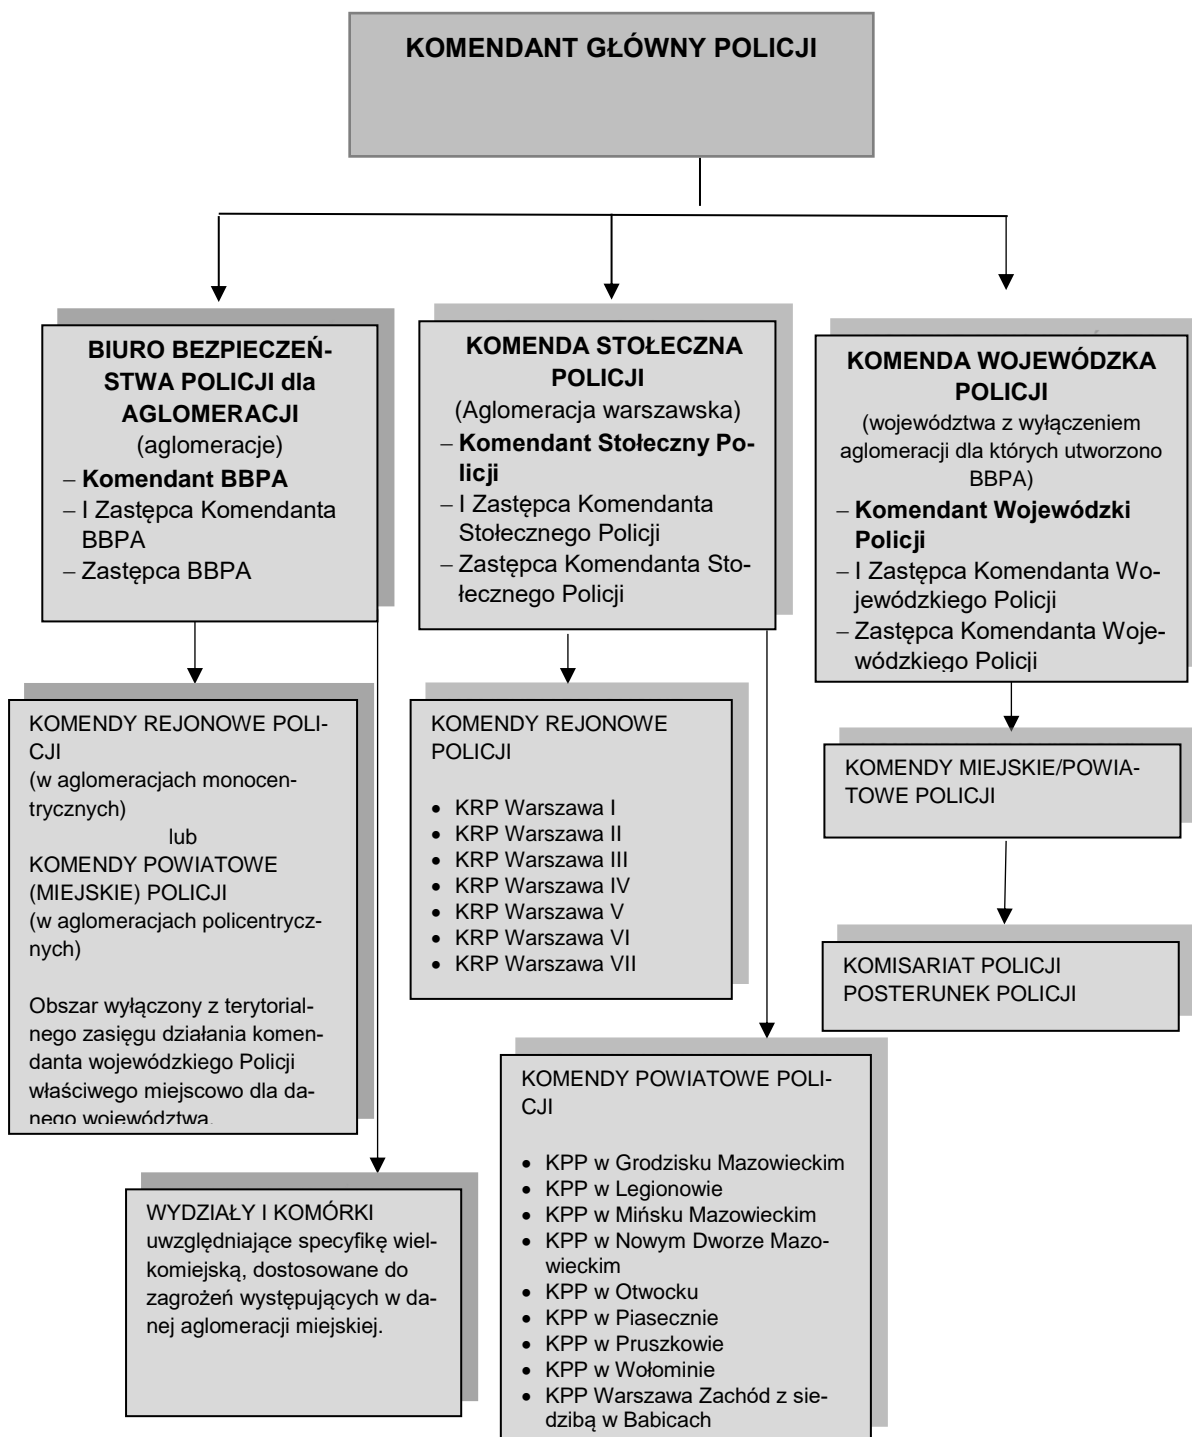 KOMENDANT GŁÓWNY POLICJI
BIURO BEZPIECZEŃ-
STWA POLICJI dla
AGLOMERACJI
(aglomeracje)
– Komendant BBPA
– I Zastępca Komendanta
BBPA
– Zastępca BBPA
KOMENDA STOŁECZNA
POLICJI
(Aglomeracja warszawska)
– Komendant Stołeczny Po-
licji
– I Zastępca Komendanta
Stołecznego Policji
– Zastępca Komendanta Sto-
łecznego Policji
KOMENDA WOJEWÓDZKA
POLICJI
(województwa z wyłączeniem
aglomeracji dla których utworzono
BBPA)
– Komendant Wojewódzki
Policji
– I Zastępca Komendanta Wo-
jewódzkiego Policji
– Zastępca Komendanta Woje-
wódzkiego Policji
KOMENDY REJONOWE POLI-
CJI
(w aglomeracjach monocen-
trycznych)
lub
KOMENDY POWIATOWE
(MIEJSKIE) POLICJI
(w aglomeracjach policentrycz-
nych)
Obszar wyłączony z terytorial-
nego zasięgu działania komen-
danta wojewódzkiego Policji
właściwego miejscowo dla da-
nego województwa.
KOMENDY REJONOWE
POLICJI
• KRP Warszawa I
• KRP Warszawa II
• KRP Warszawa III
• KRP Warszawa IV
• KRP Warszawa V
• KRP Warszawa VI
• KRP Warszawa VII
KOMENDY MIEJSKIE/POWIA-
TOWE POLICJI
KOMISARIAT POLICJI
POSTERUNEK POLICJI
WYDZIAŁY I KOMÓRKI
uwzględniające specyfikę wiel-
komiejską, dostosowane do
zagrożeń występujących w da-
nej aglomeracji miejskiej.
KOMENDY POWIATOWE POLI-
CJI
• KPP w Grodzisku Mazowieckim
• KPP w Legionowie
• KPP w Mińsku Mazowieckim
• KPP w Nowym Dworze Mazo-
wieckim
• KPP w Otwocku
• KPP w Piasecznie
• KPP w Pruszkowie
• KPP w Wołominie
• KPP Warszawa Zachód z sie-
dzibą w Babicach